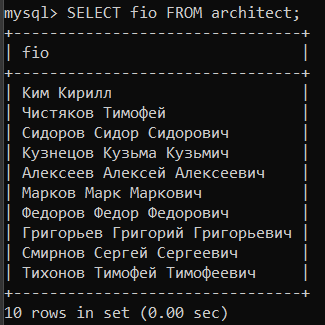 mysql> SELECT fio FROM architect;
+-------------------------------+
| fio                           |
+-------------------------------+
| Ким Кирилл                    |
| Чистяков Тимофей              |
| Сидоров Сидор Сидорович       |
| Кузнецов Кузьма Кузьмич       |
| Алексеев Алексей Алексеевич   |
| Марков Марк Маркович          |
| Федоров Федор Федорович       |
| Григорьев Григорий Григорьевич |
| Смирнов Сергей Сергеевич      |
| Тихонов Тимофей Тимофеевич    |
+-------------------------------+
10 rows in set (0.00 sec)